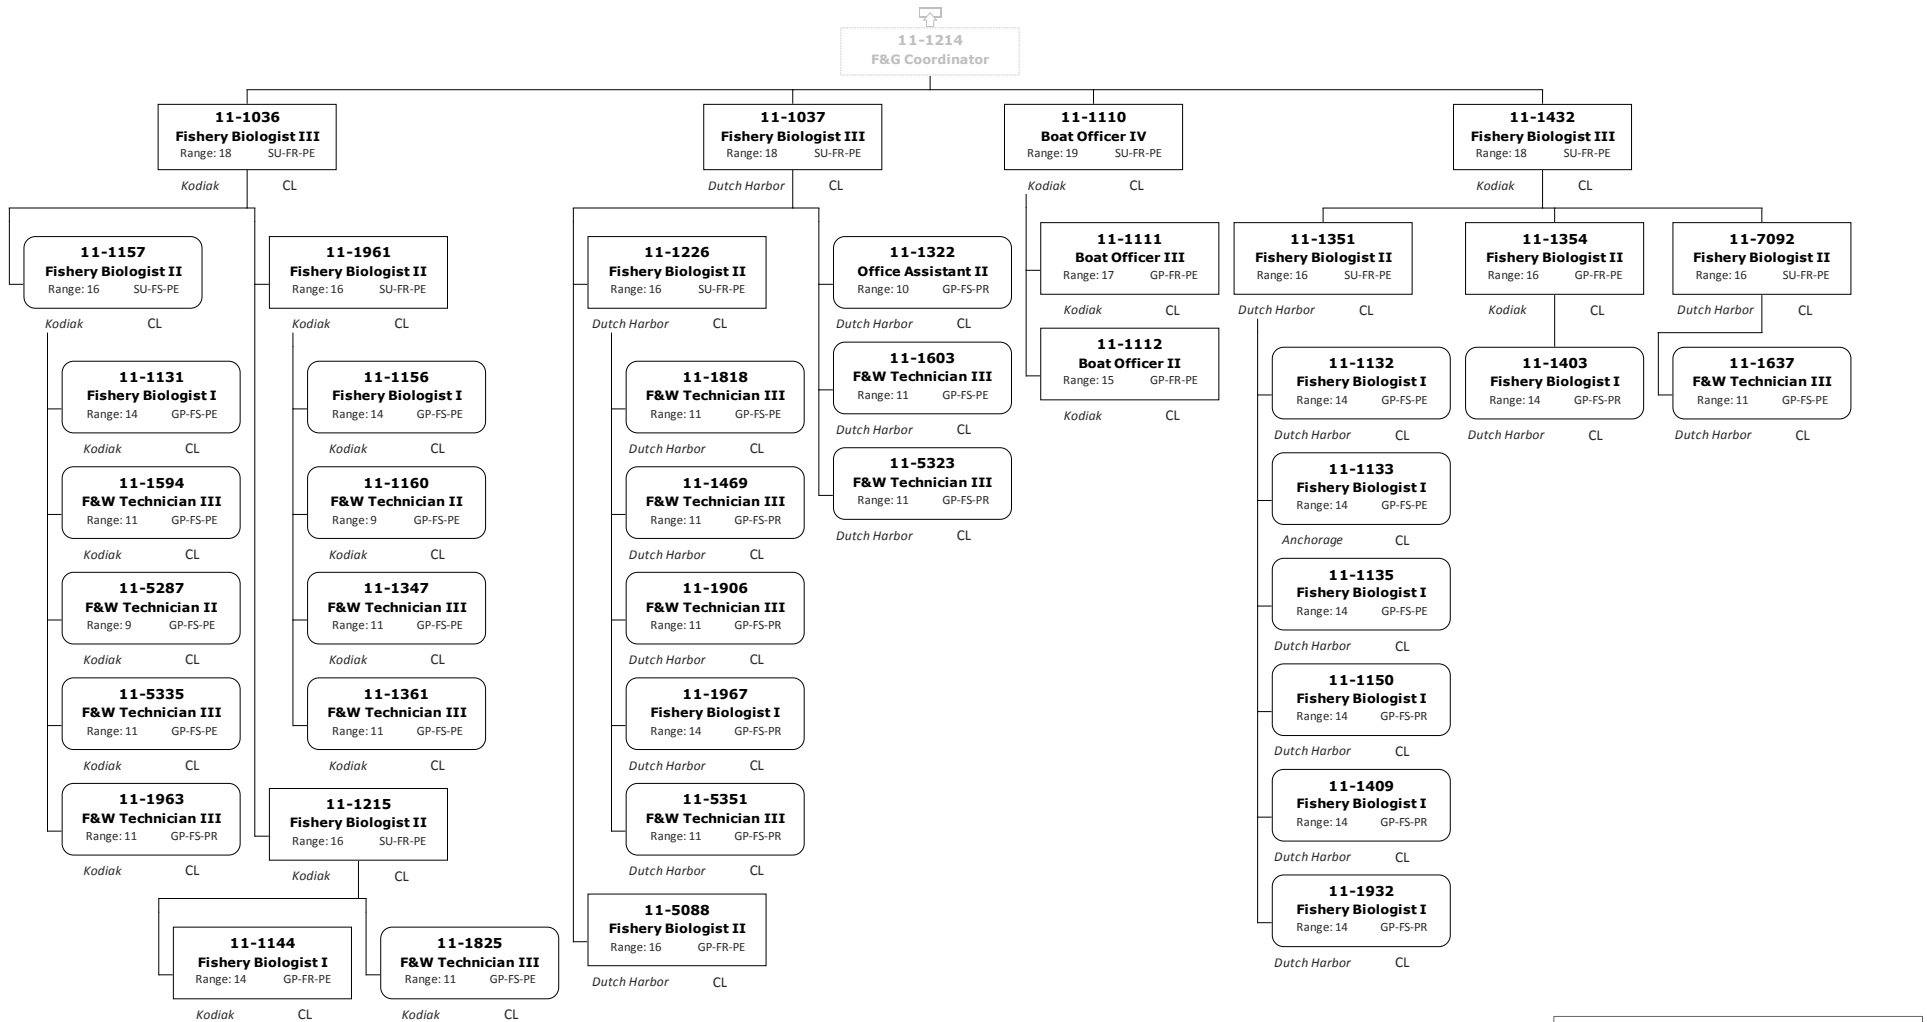 11-1214
F&G Coordinator
11-1036
Fishery Biologist III
Range: 18 SU-FR-PE
Kodiak CL
11-1157
Fishery Biologist II
Range: 16 SU-FS-PE
Kodiak CL
11-1131
Fishery Biologist I
Range: 14 GP-FS-PE
Kodiak CL
11-1594
F&W Technician III
Range: 11 GP-FS-PE
Kodiak CL
11-5287
F&W Technician II
Range: 9 GP-FS-PE
Kodiak CL
11-5335
F&W Technician III
Range: 11 GP-FS-PE
Kodiak CL
11-1963
F&W Technician III
Range: 11 GP-FS-PR
Kodiak CL
11-1961
Fishery Biologist II
Range: 16 SU-FR-PE
Kodiak CL
11-1156
Fishery Biologist I
Range: 14 GP-FS-PE
Kodiak CL
11-1160
F&W Technician II
Range: 9 GP-FS-PE
Kodiak CL
11-1347
F&W Technician III
Range: 11 GP-FS-PE
Kodiak CL
11-1361
F&W Technician III
Range: 11 GP-FS-PE
Kodiak CL
11-1215
Fishery Biologist II
Range: 16 SU-FR-PE
Kodiak CL
11-1144
Fishery Biologist I
Range: 14 GP-FR-PE
Kodiak CL
11-1825
F&W Technician III
Range: 11 GP-FS-PE
Kodiak CL
11-1037
Fishery Biologist III
Range: 18 SU-FR-PE
Dutch Harbor CL
11-1226
Fishery Biologist II
Range: 16 SU-FR-PE
Dutch Harbor CL
11-1818
F&W Technician III
Range: 11 GP-FS-PE
Dutch Harbor CL
11-1469
F&W Technician III
Range: 11 GP-FS-PR
Dutch Harbor CL
11-1906
F&W Technician III
Range: 11 GP-FS-PR
Dutch Harbor CL
11-1967
Fishery Biologist I
Range: 14 GP-FS-PR
Dutch Harbor CL
11-5351
F&W Technician III
Range: 11 GP-FS-PR
Dutch Harbor CL
11-5088
Fishery Biologist II
Range: 16 GP-FR-PE
Dutch Harbor CL
11-1322
Office Assistant II
Range: 10 GP-FS-PR
Dutch Harbor CL
11-1603
F&W Technician III
Range: 11 GP-FS-PE
Dutch Harbor CL
11-5323
F&W Technician III
Range: 11 GP-FS-PR
Dutch Harbor CL
11-1110
Boat Officer IV
Range: 19 SU-FR-PE
Kodiak CL
11-1111
Boat Officer III
Range: 17 GP-FR-PE
Kodiak CL
11-1112
Boat Officer II
Range: 15 GP-FR-PE
Kodiak CL
11-1432
Fishery Biologist III
Range: 18 SU-FR-PE
Kodiak CL
11-1351
Fishery Biologist II
Range: 16 SU-FR-PE
Dutch Harbor CL
11-1132
Fishery Biologist I
Range: 14 GP-FS-PE
Dutch Harbor CL
11-1133
Fishery Biologist I
Range: 14 GP-FS-PE
Anchorage CL
11-1135
Fishery Biologist I
Range: 14 GP-FS-PE
Dutch Harbor CL
11-1150
Fishery Biologist I
Range: 14 GP-FS-PR
Dutch Harbor CL
11-1409
Fishery Biologist I
Range: 14 GP-FS-PR
Dutch Harbor CL
11-1932
Fishery Biologist I
Range: 14 GP-FS-PR
Dutch Harbor CL
11-1354
Fishery Biologist II
Range: 16 GP-FR-PE
Kodiak CL
11-1403
Fishery Biologist I
Range: 14 GP-FS-PR
Dutch Harbor CL
11-7092
Fishery Biologist II
Range: 16 SU-FR-PE
Dutch Harbor CL
11-1637
F&W Technician III
Range: 11 GP-FS-PE
Dutch Harbor CL